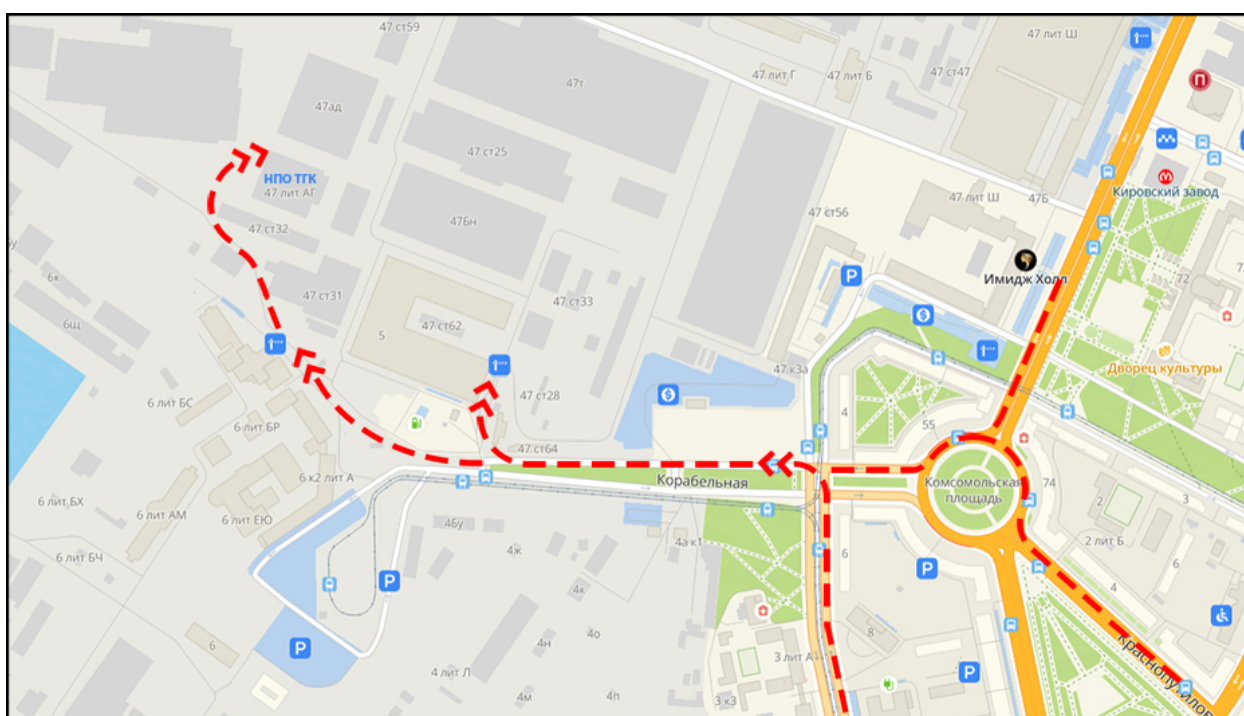 47 ст59
47 лит Ш
47 лит Г
47 лит Б
47 ст47
47т
47ад
П
47 ст25
НПО ТГК
47 лит АГ
Кировский завод
47 лит Ш
47Б
47 ст56
47Бн
47 ст32
6к
72
Имидж Холл
P
47 ст31
47 ст33
6щ
5
47 ст62
47 к3а
Дворец культуры
6 лит БС
47 ст28
4
55
6 лит БР
47 ст64
6 к2 лит А
Корабельная
Комсомольская
площадь
74
2
3
6 лит БХ
6 лит АМ
6 лит ЕЮ
4бу
4а к1
6
2 лит Б
6 лит БЧ
4ж
P
P
4
6
4к
6
4н
4о
8
P
3 лит А
P
4 лит Л
4м
4п
3 к3
Краснопутилов